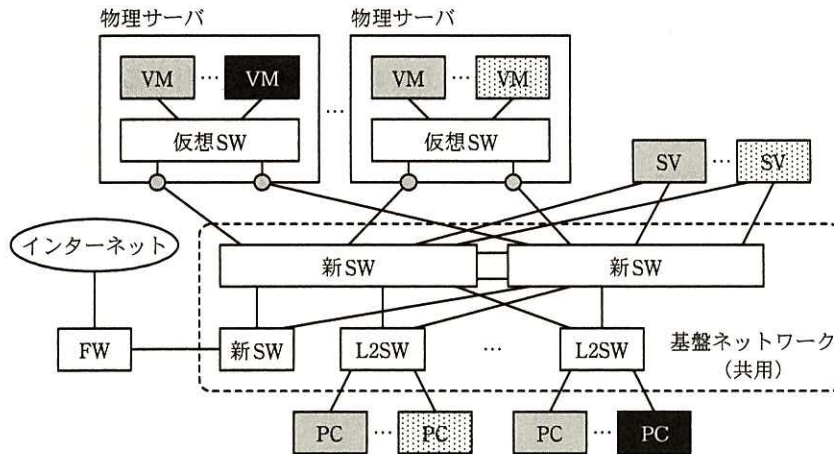 物理サーバ
物理サーバ
VM … VM
VM … VM
…
仮想SW
仮想SW
SV … SV
インターネット
新SW
新SW
FW
新SW
L2SW
…
L2SW
基盤ネットワーク
（共用）
PC … PC
PC … PC